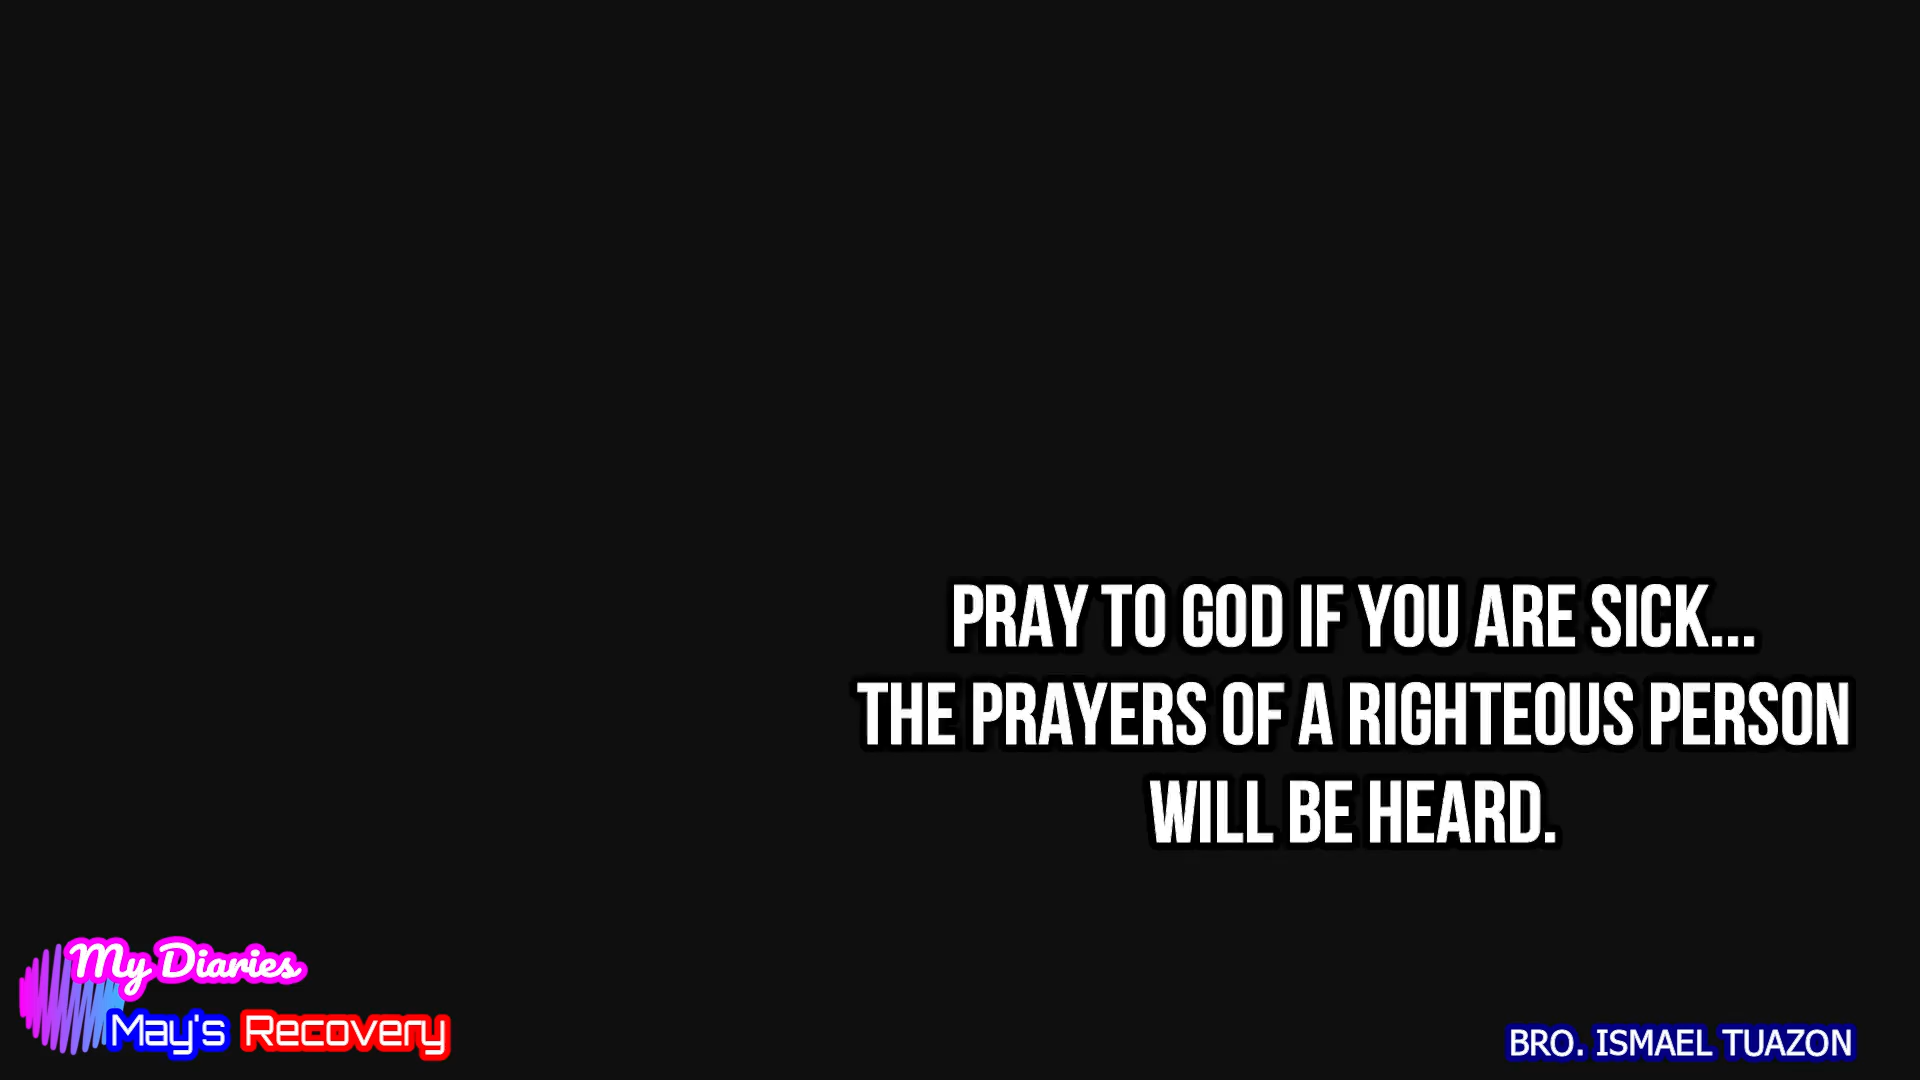 PRAY TO GOD IF YOU ARE SICK...
THE PRAYERS OF A RIGHTEOUS PERSON
WILL BE HEARD.
My Diaries
May's Recovery
BRO. ISMAEL TUAZON